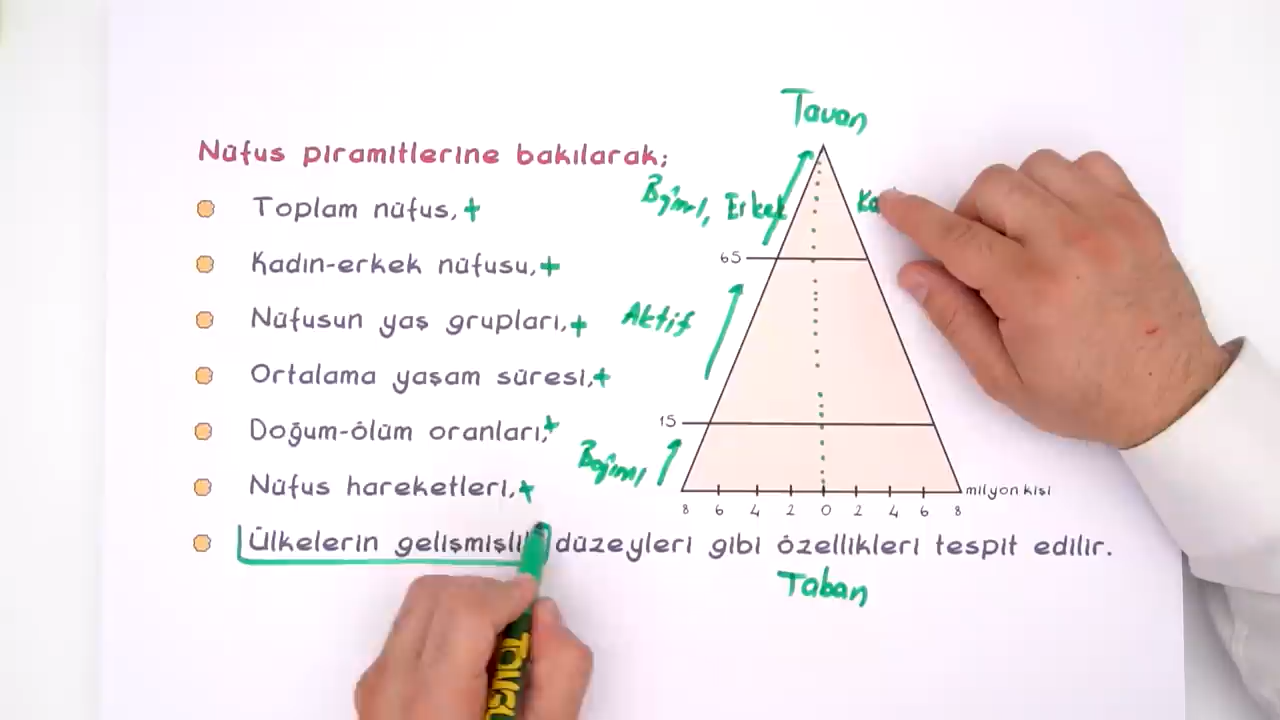 Tavan
Nüfus piramitlerine bakılarak;
Toplam nüfus, +
Erkek
Kadın-erkek nüfusu, +
65
Nüfusun yaş grupları, +
Aktif
Ortalama yaşam süresi, +
15
Doğum-ölüm oranları, +
Nüfus hareketleri, +
milyon kişi
8 6 4 2 0 2 4 6 8
Ülkelerin gelişmişlik düzeyleri gibi özellikleri tespit edilir.
Taban